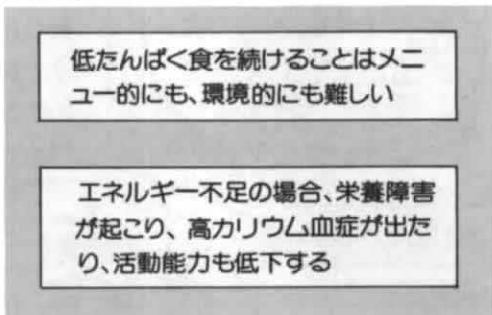 低たんぱく食を続けることはメニ
ュー的にも、環境的にも難しい
エネルギー不足の場合、栄養障害
が起こり、高カリウム血症が出た
り、活動能力も低下する